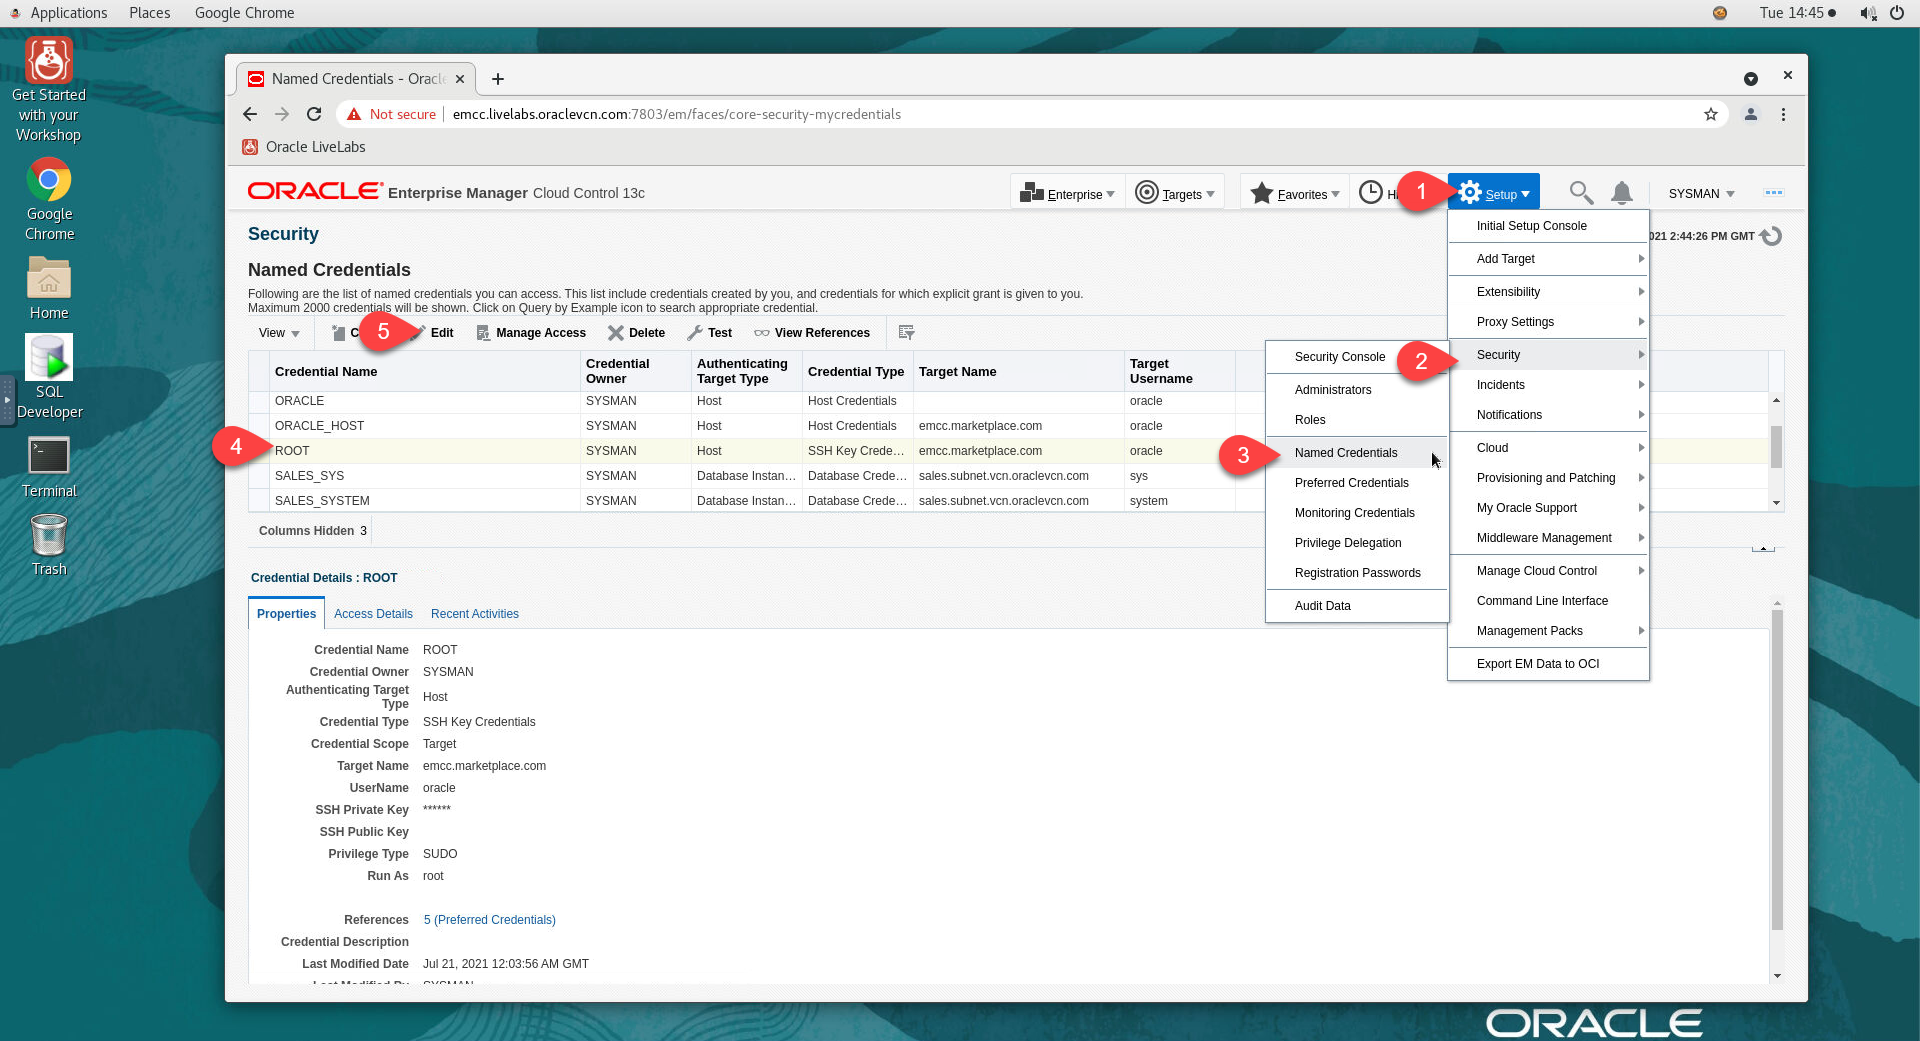 Applications
Places
Google Chrome
Tue 14:45
Get Started
with your
Workshop
Google
Chrome
Home
SQL
Developer
Terminal
Trash
Named Credentials - Oracle
Not secure
emcc.livelabs.oraclevcn.com:7803/em/faces/core-security-mycredentials
Oracle LiveLabs
ORACLE® Enterprise Manager Cloud Control 13c
Enterprise
Targets
Favorites
1
Setup
SYSMAN
Security
021 2:44:26 PM GMT
Named Credentials
Following are the list of named credentials you can access. This list include credentials created by you, and credentials for which explicit grant is given to you.
Maximum 2000 credentials will be shown. Click on Query by Example icon to search appropriate credential.
View
5
Edit
Manage Access
Delete
Test
View References
Credential Name
Credential
Owner
Authenticating
Target Type
Credential Type
Target Name
Target
Username
ORACLE SYSMAN Host Host Credentials oracle
ORACLE_HOST SYSMAN Host Host Credentials emcc.marketplace.com oracle
4
ROOT SYSMAN Host SSH Key Crede... emcc.marketplace.com oracle
SALES_SYS SYSMAN Database Instan... Database Crede... sales.subnet.vcn.oraclevcn.com sys
SALES_SYSTEM SYSMAN Database Instan... Database Crede... sales.subnet.vcn.oraclevcn.com system
Columns Hidden 3
Initial Setup Console
Add Target
Extensibility
Proxy Settings
2
Security
Incidents
Notifications
Cloud
Provisioning and Patching
My Oracle Support
Middleware Management
Manage Cloud Control
Command Line Interface
Management Packs
Export EM Data to OCI
Security Console
Administrators
Roles
3
Named Credentials
Preferred Credentials
Monitoring Credentials
Privilege Delegation
Registration Passwords
Audit Data
Credential Details : ROOT
Properties
Access Details
Recent Activities
Credential Name ROOT
Credential Owner SYSMAN
Authenticating Target
Type
Host
Credential Type SSH Key Credentials
Credential Scope Target
Target Name emcc.marketplace.com
UserName oracle
SSH Private Key ******
SSH Public Key
Privilege Type SUDO
Run As root
References 5 (Preferred Credentials)
Credential Description
Last Modified Date Jul 21, 2021 12:03:56 AM GMT
Last Modified By SYSMAN
ORACLE